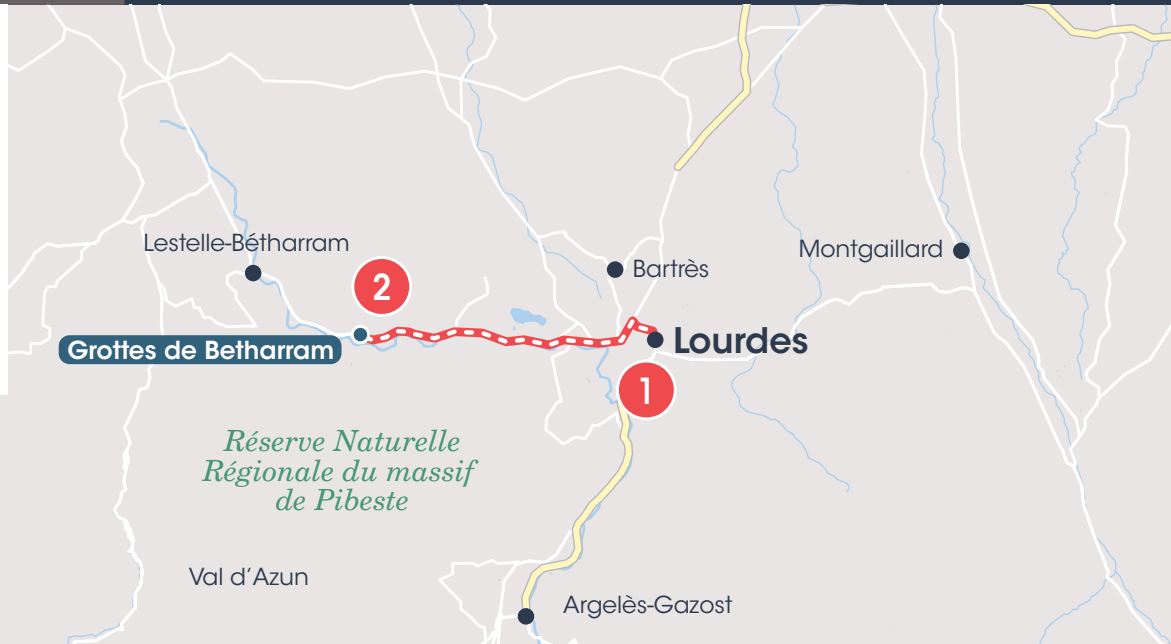 Lestelle-Bétharram
Montgaillard
Bartrès
2
Grottes de Betharram
Lourdes
1
Réserve Naturelle
Régionale du massif
de Pibeste
Val d'Azun
Argelès-Gazost